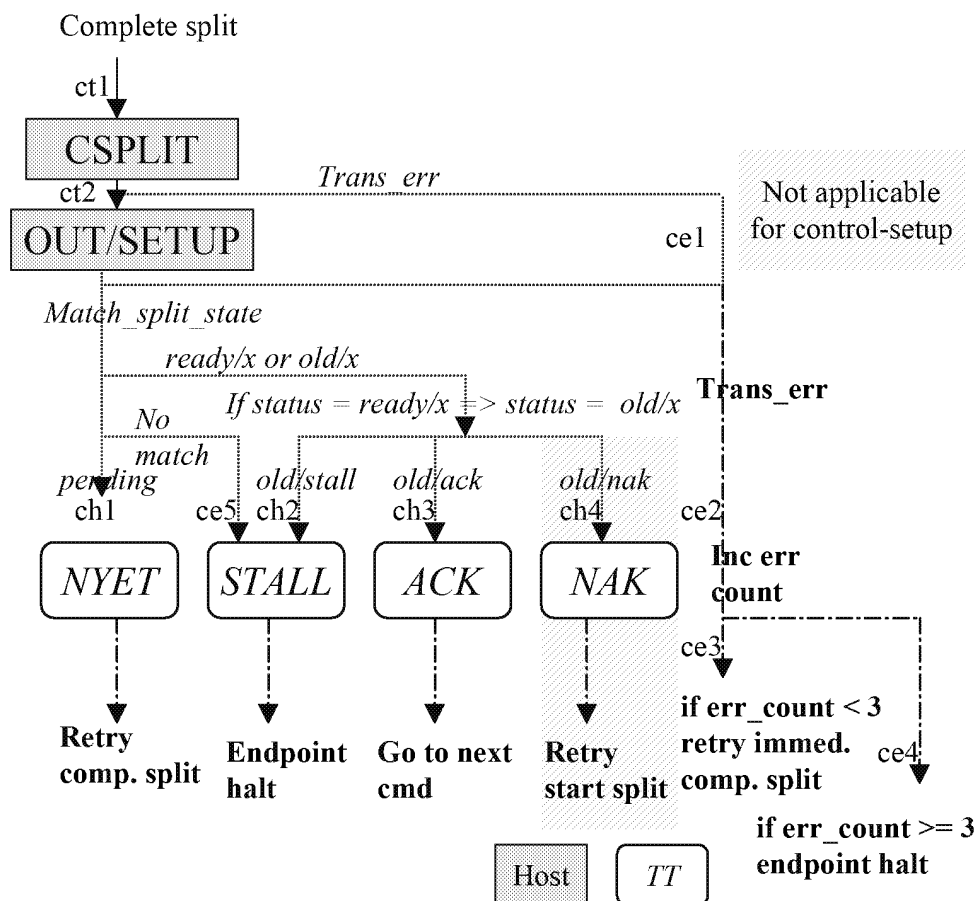 Complete split
ct1
CSPLIT
ct2
Trans_err
Not applicable
for control-setup
OUT/SETUP
ce1
Match_split_state
ready/x or old/x
Trans_err
If status = ready/x => status = old/x
No
match
pending
old/stall
old/ack
old/nak
ch1
ce5
ch2
ch3
ch4
ce2
NYET
STALL
ACK
NAK
Inc err
count
ce3
Retry
comp. split
Endpoint
halt
Go to next
cmd
Retry
start split
if err_count < 3
retry immed.
comp. split
ce4
if err_count >= 3
endpoint halt
Host
TT